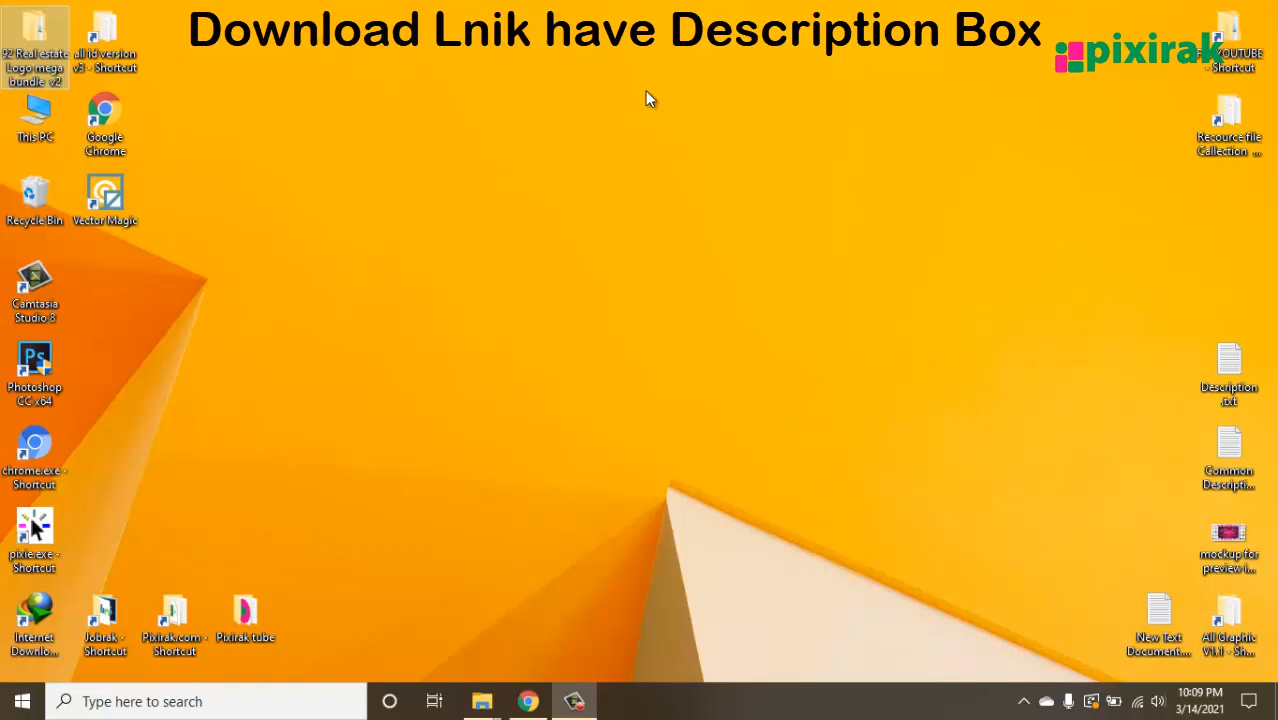 Download Lnik have Description Box
pixirak
92 Real estate
Logo mega
bundle_v2
all id version
v3 - Shortcut
YOUTUBE
- Shortcut
This PC
Google
Chrome
Recource file
Collection_...
Recycle Bin
Vector Magic
Camtasia
Studio 8
Photoshop
CC x64
Description
.txt
chrome.exe -
Shortcut
Common
Descripti...
pixie.exe -
Shortcut
mockup for
preview i...
Internet
Downlo...
Jobrak -
Shortcut
Pixirak.com -
Shortcut
Pixirak tube
New Text
Document....
All Graphic
V1.1 - Sh...
Type here to search
10:09 PM
3/14/2021